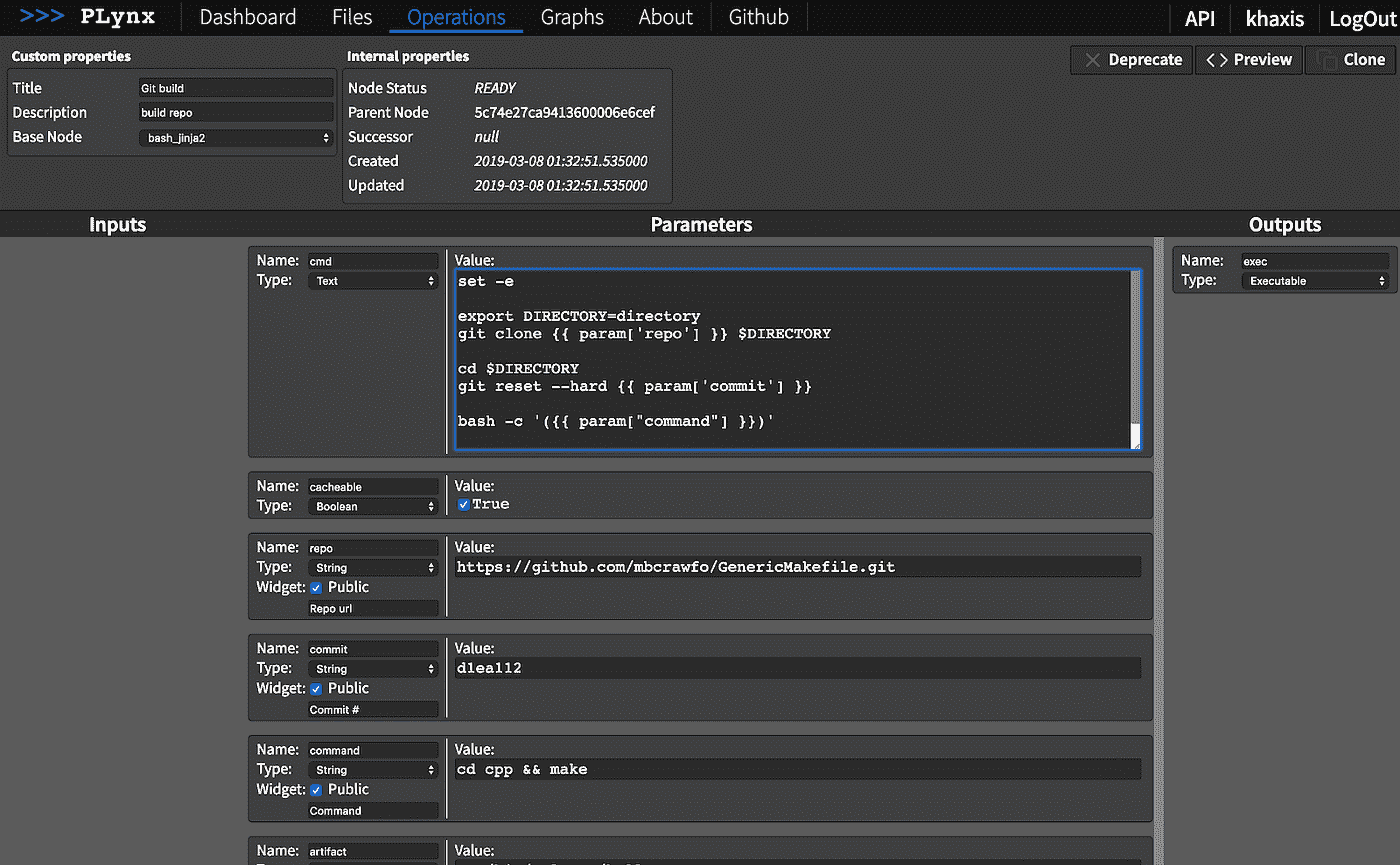 >>> PLynx Dashboard Files Operations Graphs About Github API khaxis LogOut
Custom properties
Title Git build
Description build repo
Base Node bash_jinja2
Internal properties
Node Status READY
Parent Node 5c74e27ca9413600006e6cef
Successor null
Created 2019-03-08 01:32:51.535000
Updated 2019-03-08 01:32:51.535000
Deprecate <> Preview Clone
Inputs Parameters Outputs
Name: cmd
Type: Text
Value:
set -e
export DIRECTORY=directory
git clone {{ param['repo'] }} $DIRECTORY
cd $DIRECTORY
git reset --hard {{ param['commit'] }}
bash -c '({{ param["command"] }})'
Name: exec
Type: Executable
Name: cacheable
Type: Boolean
Value:
True
Name: repo
Type: String
Widget: Public
Repo url
Value:
https://github.com/mbcrawfo/GenericMakefile.git
Name: commit
Type: String
Widget: Public
Commit #
Value:
d1ea112
Name: command
Type: String
Widget: Public
Command
Value:
cd cpp && make
Name: artifact
Value: